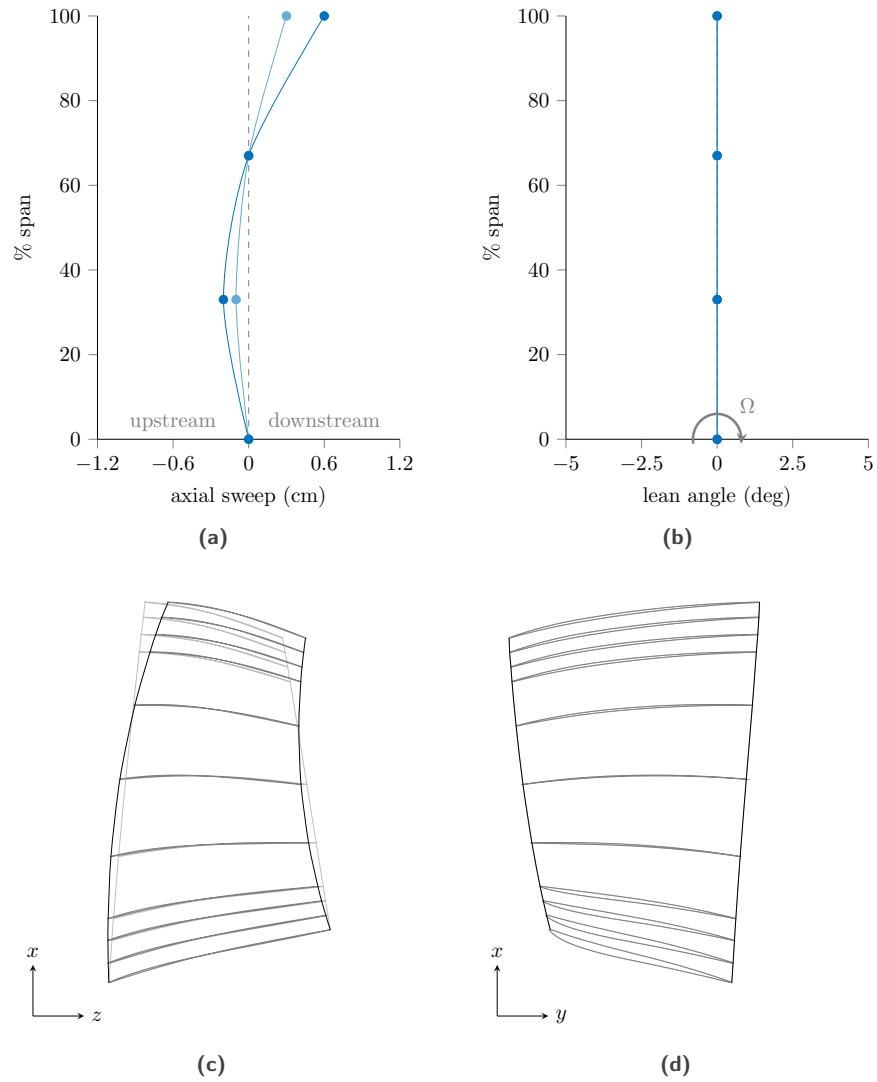 100
80
60
40
20
0
% span
upstream
downstream
−1.2
−0.6
0
0.6
1.2
axial sweep (cm)
(a)
100
80
60
40
20
0
% span
Ω
−5
−2.5
0
2.5
5
lean angle (deg)
(b)
x
z
(c)
x
y
(d)